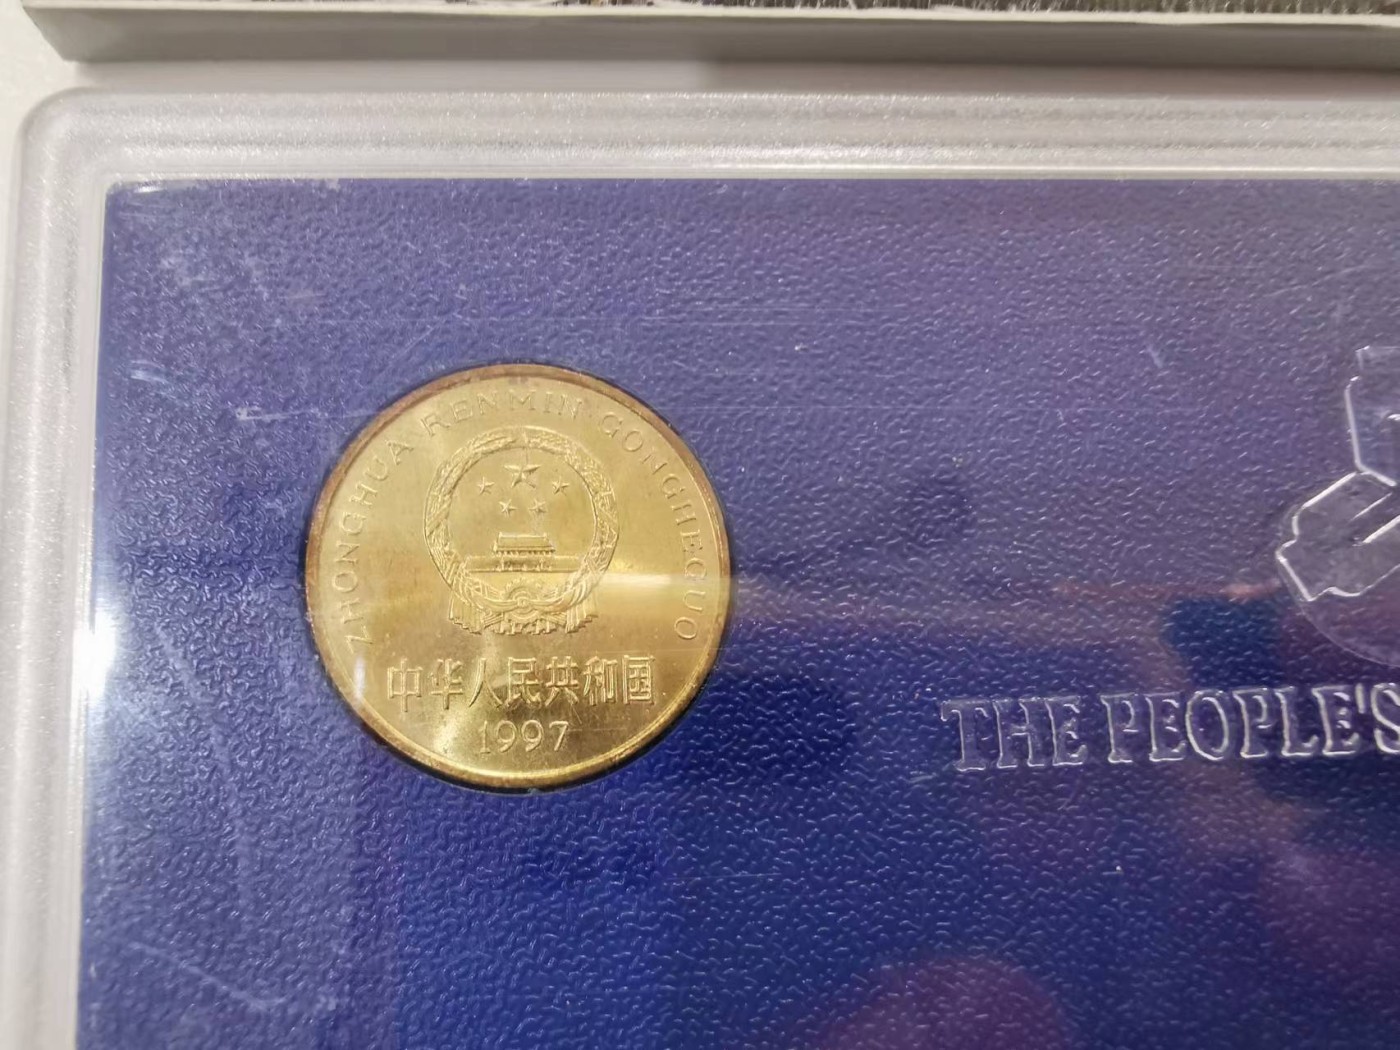 ZHONGHUA RENMIN GONGHEGUO
中华人民共和国
1997
THE PEOPLE'S